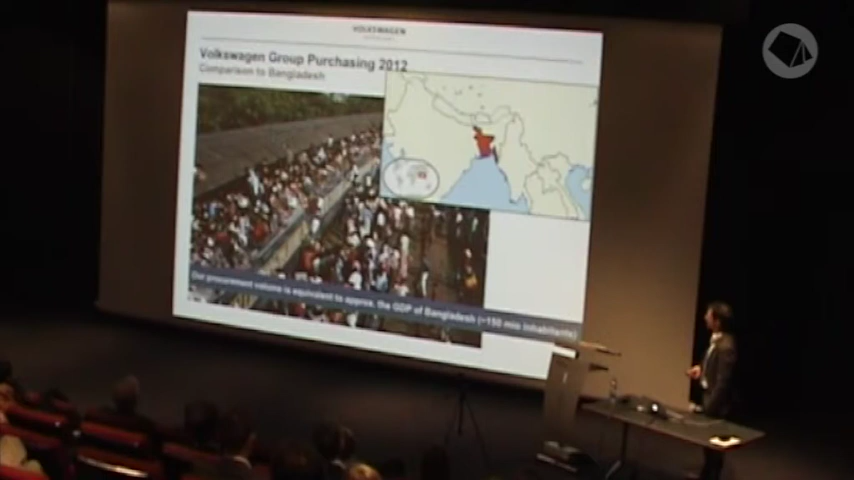 VOLKSWAGEN
Volkswagen Group Purchasing 2012
Comparison to Bangladesh
Our procurement volume is equivalent to approx. the GDP of Bangladesh (~150 mio inhabitants)